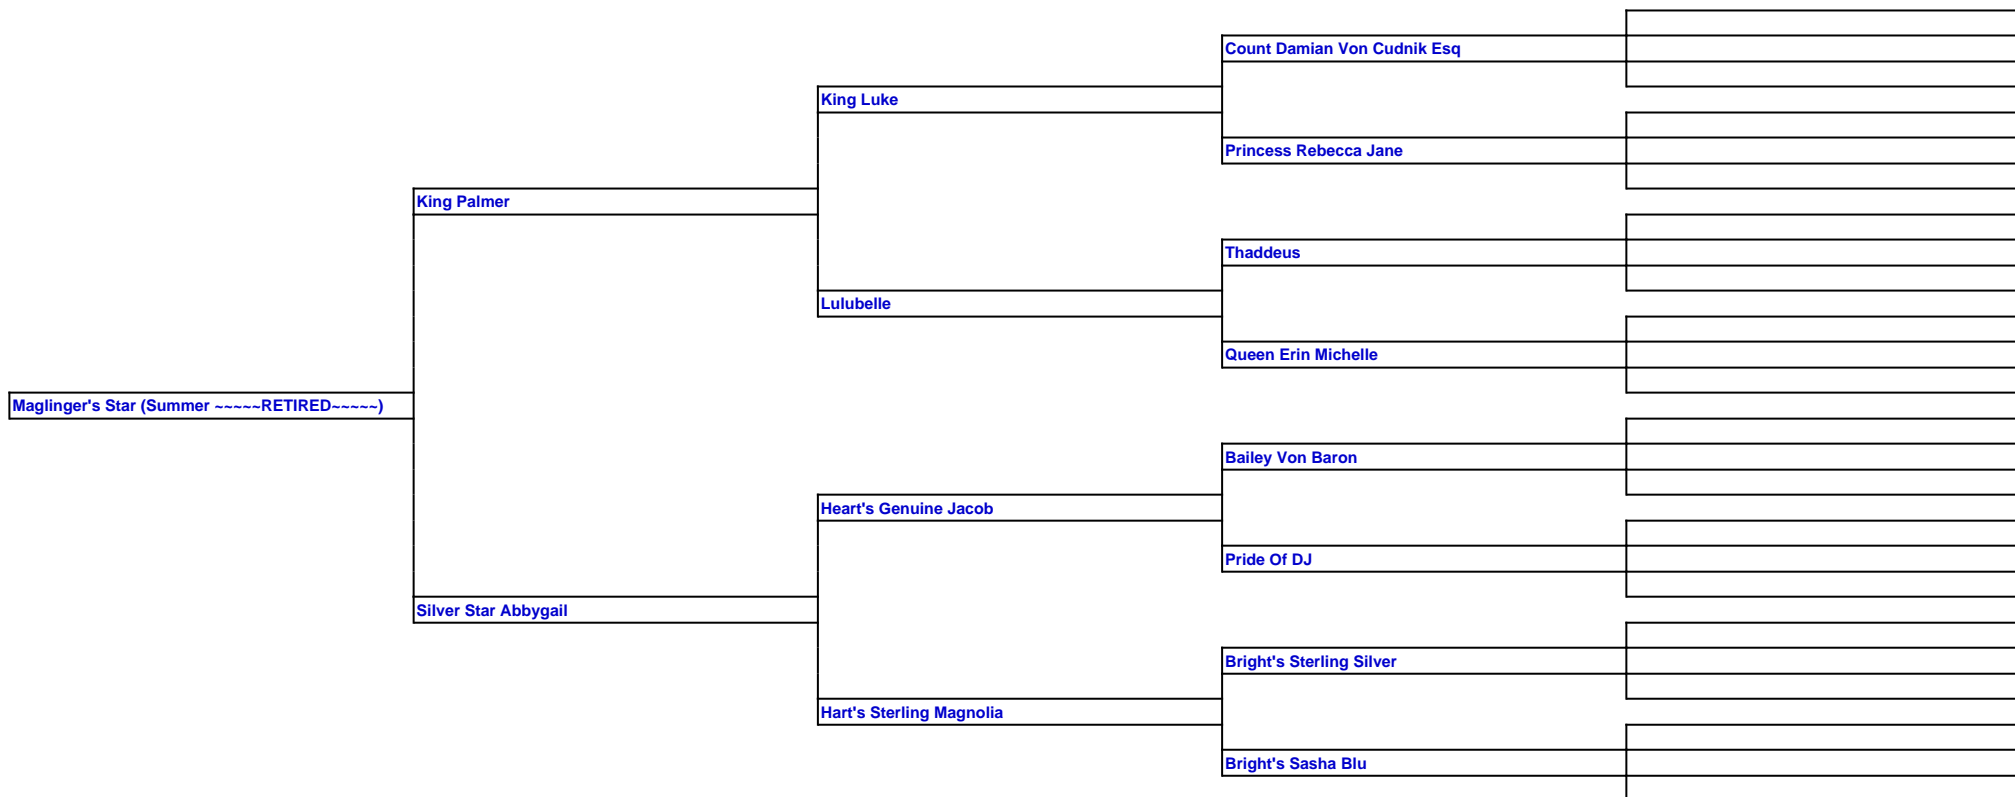 Count Damian Von Cudnik Esq
King Luke
Princess Rebecca Jane
King Palmer
Thaddeus
Lulubelle
Queen Erin Michelle
Maglinger's Star (Summer ~~~~~RETIRED~~~~~)
Bailey Von Baron
Heart's Genuine Jacob
Pride Of DJ
Silver Star Abbygail
Bright's Sterling Silver
Hart's Sterling Magnolia
Bright's Sasha Blu